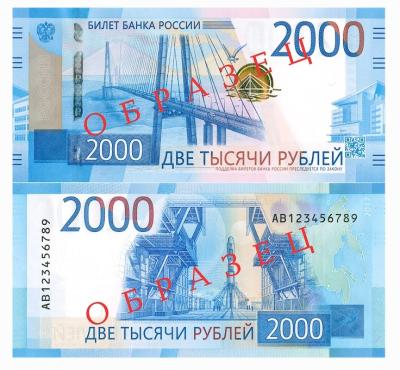 БИЛЕТ БАНКА РОССИИ
2000
ОБРАЗЕЦ
2000 ДВЕ ТЫСЯЧИ РУБЛЕЙ
ПОДДЕЛКА БИЛЕТОВ БАНКА РОССИИ ПРЕСЛЕДУЕТСЯ ПО ЗАКОНУ
2000
АВ123456789
АВ123456789
2017
ОБРАЗЕЦ
ДВЕ ТЫСЯЧИ РУБЛЕЙ 2000